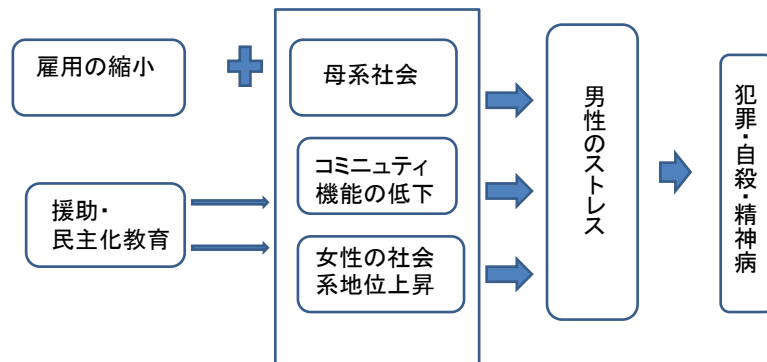 雇用の縮小
母系社会
コミニュティ
機能の低下
援助・
民主化教育
女性の社会
系地位上昇
男性のストレス
犯罪・自殺・精神病